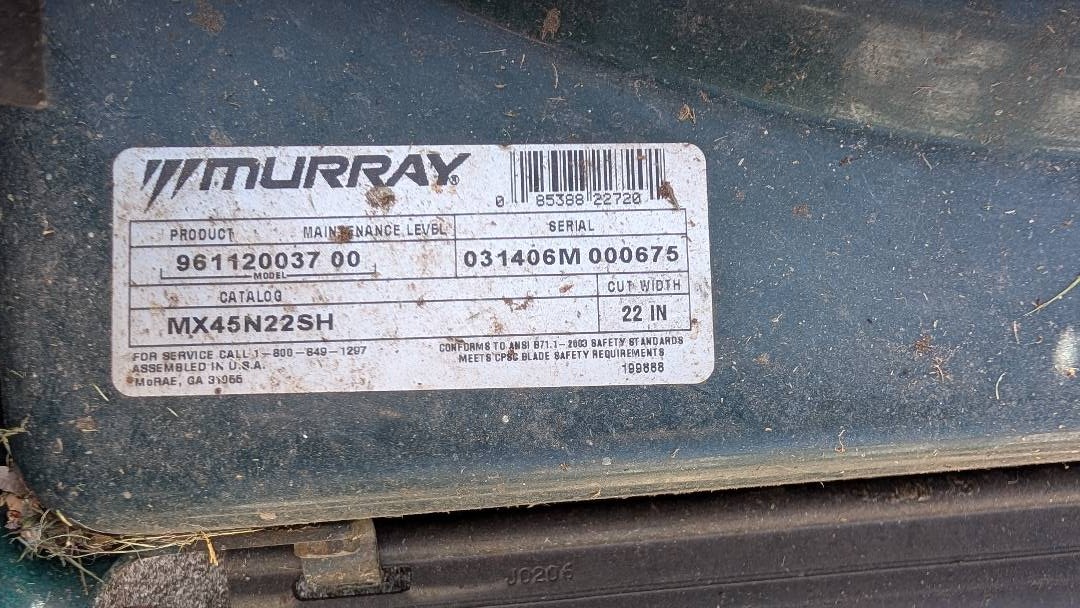 MURRAY®
0 85388 22720
PRODUCT MAINTENANCE LEVEL SERIAL
961120037 00 031406M 000675
MODEL
CATALOG CUT WIDTH
MX45N22SH 22 IN
FOR SERVICE CALL 1-800-849-1297
ASSEMBLED IN U.S.A.
McRAE, GA 31055
CONFORMS TO ANSI B71.1-2003 SAFETY STANDARDS
MEETS CPSC BLADE SAFETY REQUIREMENTS
199888
J0206